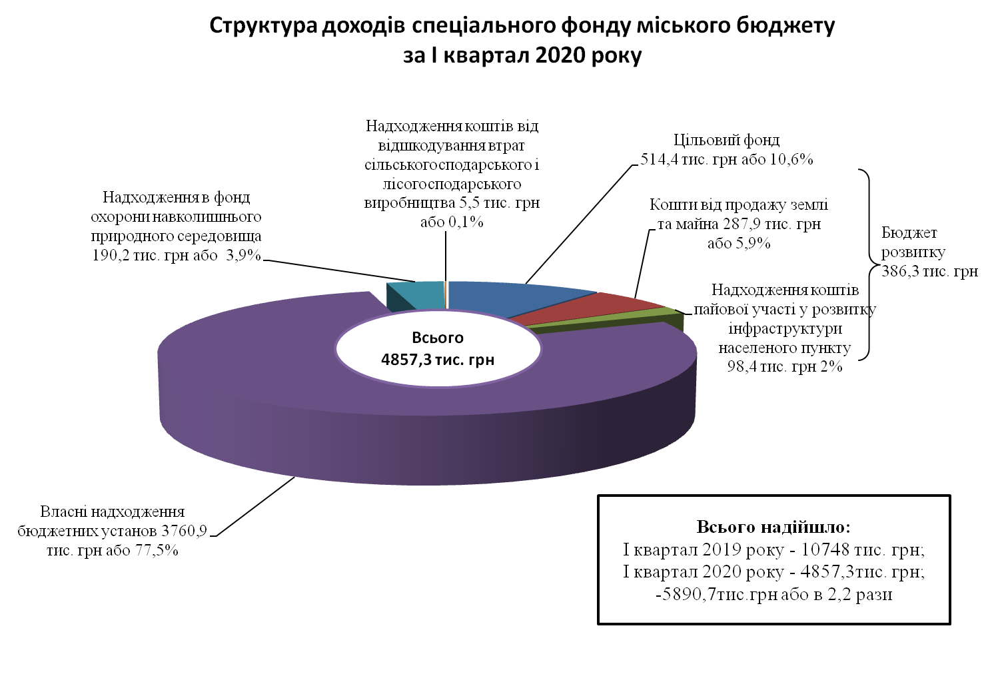 Структура доходів спеціального фонду міського бюджету
за І квартал 2020 року
Надходження коштів від
відшкодування втрат
сільськогосподарського і
лісогосподарського
виробництва 5,5 тис. грн
або 0,1%
Цільовий фонд
514,4 тис. грн або 10,6%
Надходження в фонд
охорони навколишнього
природного середовища
190,2 тис. грн або 3,9%
Кошти від продажу землі
та майна 287,9 тис. грн
або 5,9%
Бюджет
розвитку
386,3 тис. грн
Надходження коштів
пайової участі у розвитку
інфраструктури
населеного пункту
98,4 тис. грн 2%
Всього
4857,3 тис. грн
Власні надходження
бюджетних установ 3760,9
тис. грн або 77,5%
Всього надійшло:
І квартал 2019 року - 10748 тис. грн;
І квартал 2020 року - 4857,3тис. грн;
-5890,7тис.грн або в 2,2 рази